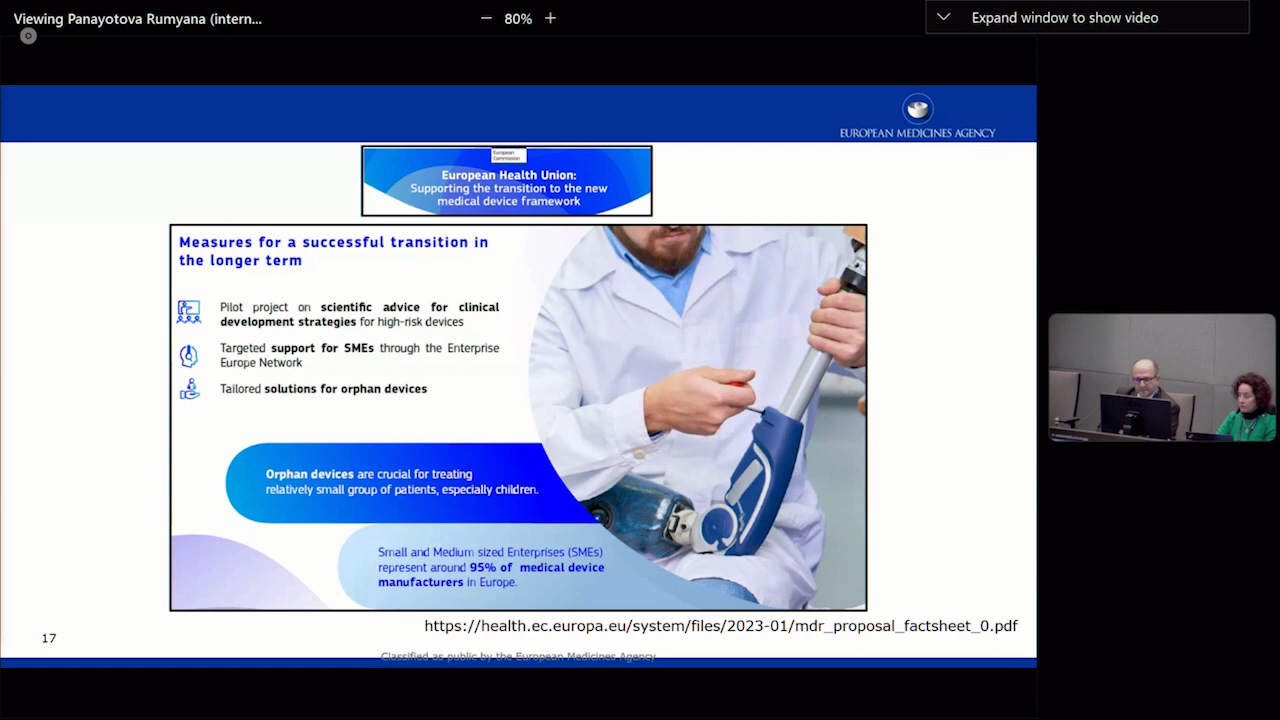 Viewing Panayotova Rumyana (intern...
80%
Expand window to show video
EUROPEAN MEDICINES AGENCY
European
Commission
European Health Union:
Supporting the transition to the new
medical device framework
Measures for a successful transition in
the longer term
Pilot project on scientific advice for clinical
development strategies for high-risk devices
Targeted support for SMEs through the Enterprise
Europe Network
Tailored solutions for orphan devices
Orphan devices are crucial for treating
relatively small group of patients, especially children.
Small and Medium sized Enterprises (SMEs)
represent around 95% of medical device
manufacturers in Europe.
https://health.ec.europa.eu/system/files/2023-01/mdr_proposal_factsheet_0.pdf
17
Classified as public by the European Medicines Agency